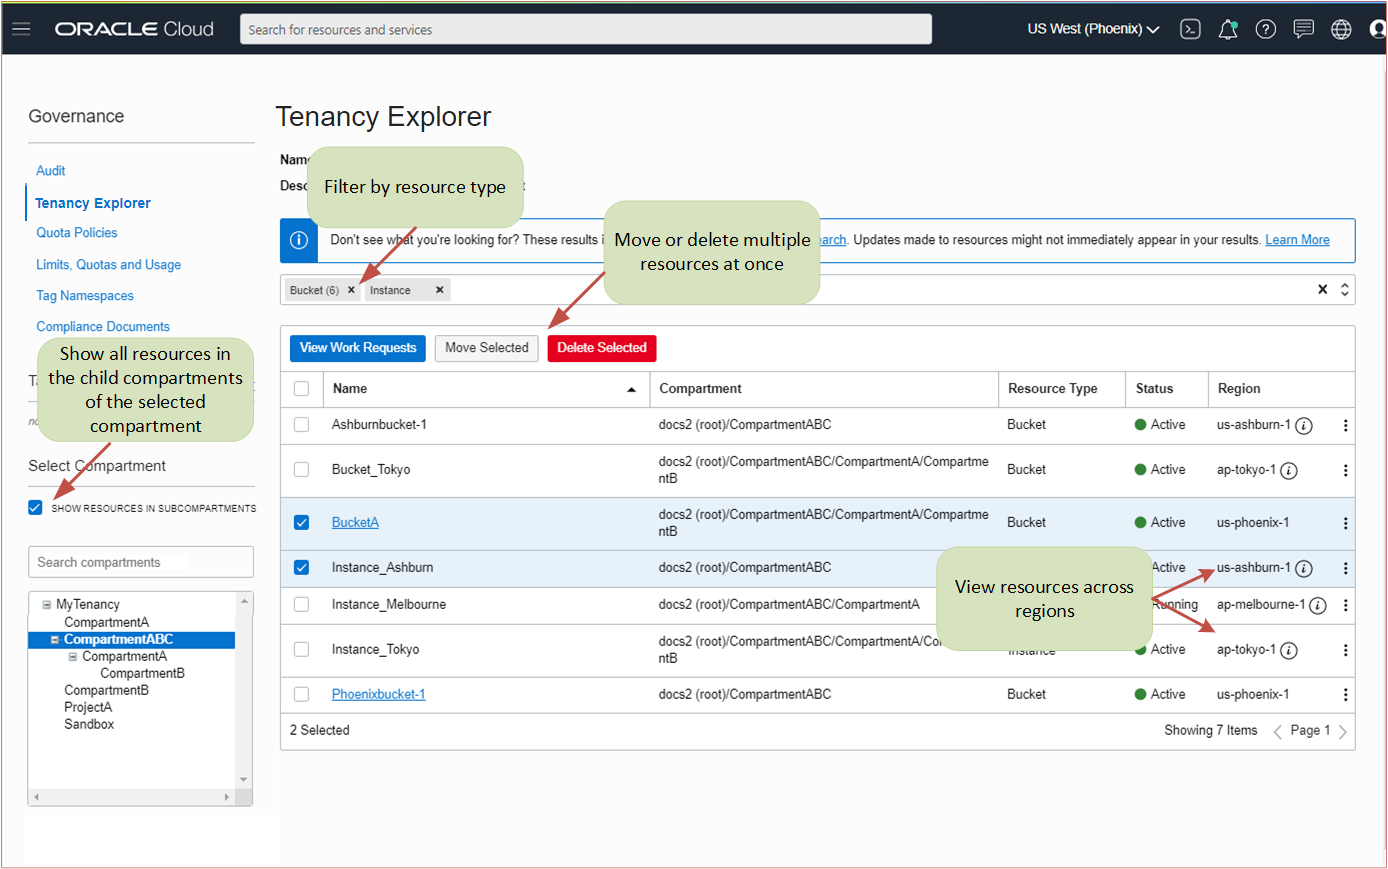 ORACLE Cloud
Search for resources and services
US West (Phoenix)
Governance
Audit
Tenancy Explorer
Quota Policies
Limits, Quotas and Usage
Tag Namespaces
Compliance Documents
Show all resources in
the child compartments
of the selected
compartment
Select Compartment
SHOW RESOURCES IN SUBCOMPARTMENTS
Search compartments
MyTenancy
CompartmentA
CompartmentABC
CompartmentA
CompartmentB
CompartmentB
ProjectA
Sandbox
Tenancy Explorer
Filter by resource type
Move or delete multiple
resources at once
Don't see what you're looking for? These results Updates made to resources might not immediately appear in your results. Learn More
Bucket (6) Instance
View Work Requests Move Selected Delete Selected
Name Compartment Resource Type Status Region
Ashburnbucket-1 docs2 (root)/CompartmentABC Bucket Active us-ashburn-1
Bucket_Tokyo docs2 (root)/CompartmentABC/CompartmentA/Compartme
ntB Bucket Active ap-tokyo-1
BucketA docs2 (root)/CompartmentABC/CompartmentA/Compartme
ntB Bucket Active us-phoenix-1
Instance_Ashburn docs2 (root)/CompartmentABC Active us-ashburn-1
Instance_Melbourne docs2 (root)/CompartmentABC/CompartmentA Running ap-melbourne-1
Instance_Tokyo docs2 (root)/CompartmentABC/CompartmentA/Co
ntB Instance Active ap-tokyo-1
Phoenixbucket-1 docs2 (root)/CompartmentABC Bucket Active us-phoenix-1
View resources across
regions
2 Selected Showing 7 Items Page 1